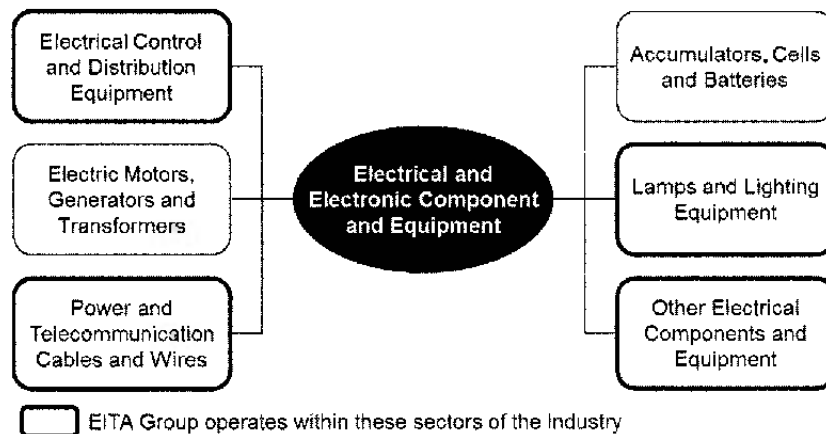 Electrical Control
and Distribution
Equipment
Electric Motors,
Generators and
Transformers
Power and
Telecommunication
Cables and Wires
Electrical and
Electronic Component
and Equipment
Accumulators, Cells
and Batteries
Lamps and Lighting
Equipment
Other Electrical
Components and
Equipment
EITA Group operates within these sectors of the Industry